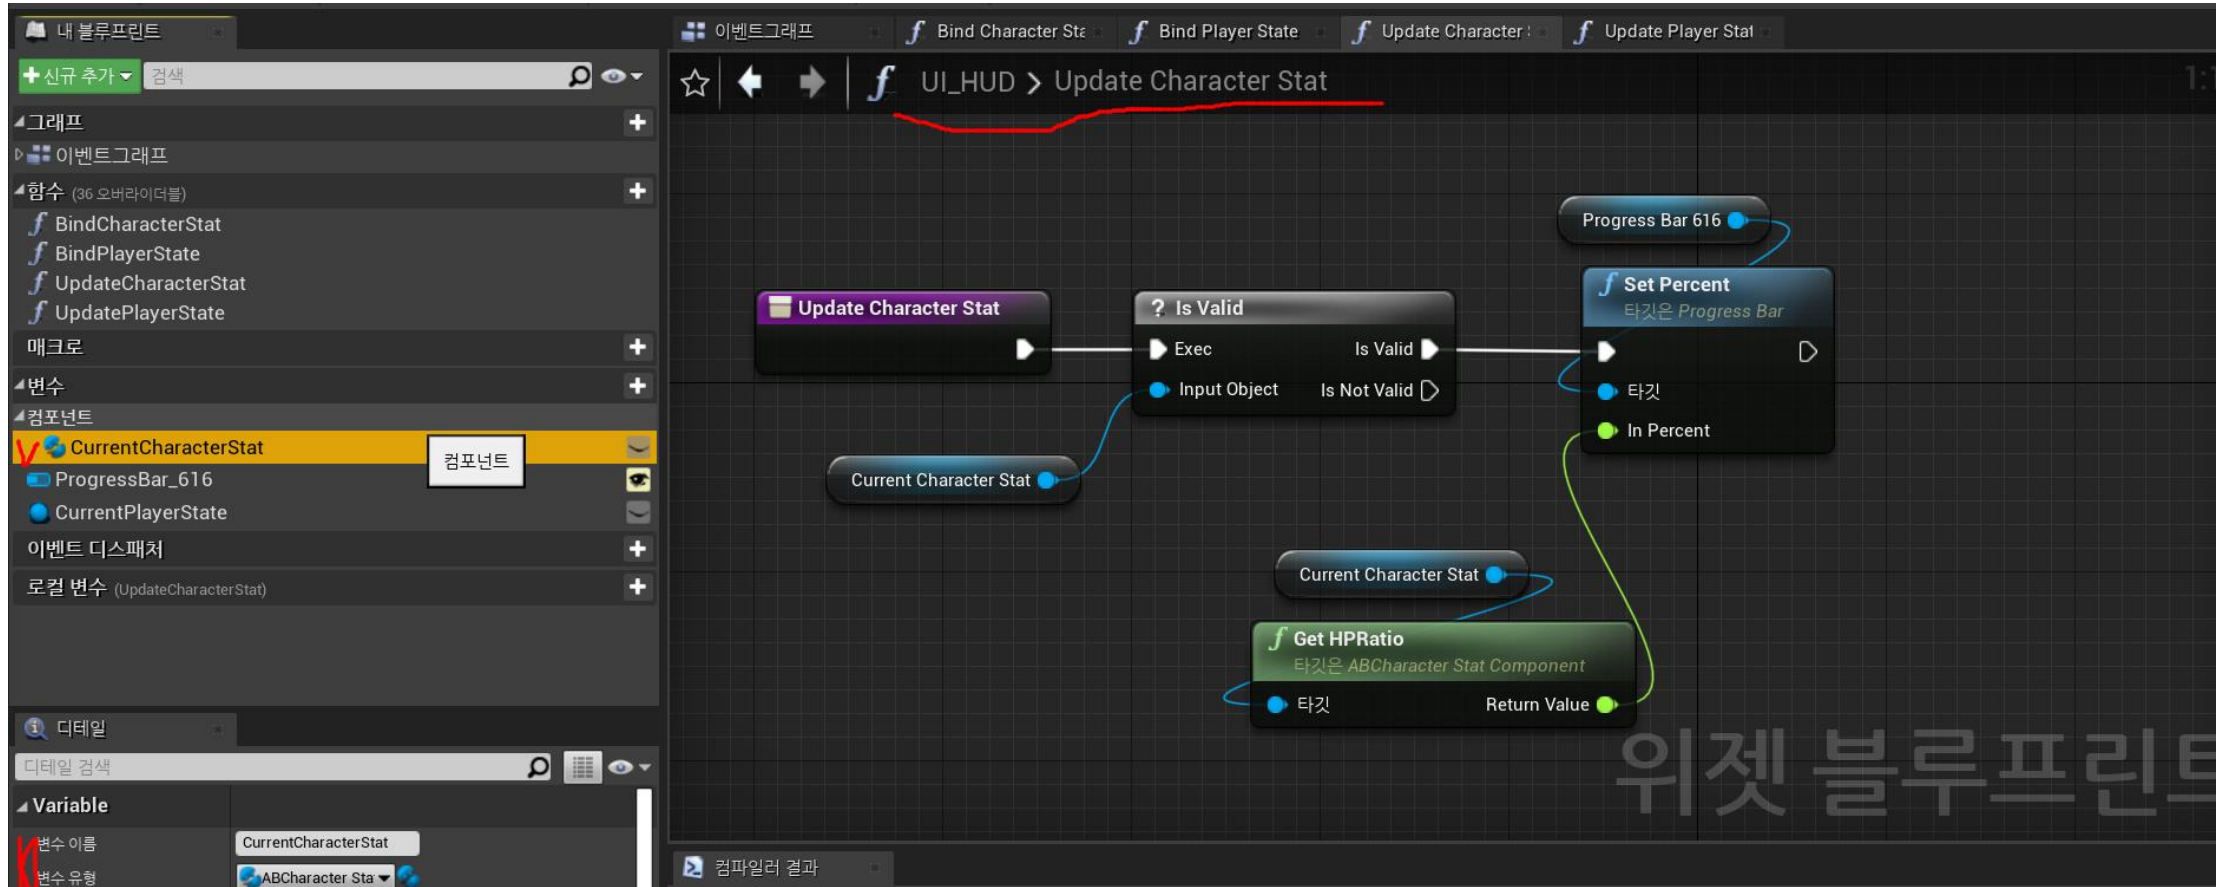 내 블루프린트
이벤트그래프
Bind Character Sta
Bind Player State
Update Character S
Update Player Stat
신규 추가
검색
UI_HUD > Update Character Stat
1:1
그래프
이벤트그래프
함수 (36 오버라이더블)
BindCharacterStat
BindPlayerState
UpdateCharacterStat
UpdatePlayerState
매크로
변수
컴포넌트
CurrentCharacterStat
컴포넌트
ProgressBar_616
CurrentPlayerState
이벤트 디스패처
로컬 변수 (UpdateCharacterStat)
Progress Bar 616
Update Character Stat
? Is Valid
Exec
Is Valid
Input Object
Is Not Valid
Set Percent
타깃은 Progress Bar
타깃
In Percent
Current Character Stat
Current Character Stat
Get HPRatio
타깃은 ABCharacter Stat Component
타깃
Return Value
위젯 블루프린트
디테일
디테일 검색
Variable
변수 이름
CurrentCharacterStat
변수 유형
ABCharacter Sta
컴파일러 결과